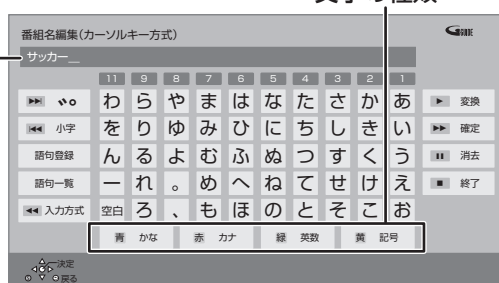 番組名編集(カーソルキー方式)
サッカー＿
11 9 8 7 6 5 4 3 2 1
わ ら や ま は な た さ か あ
を り ゆ み ひ に ち し き い
ん る よ む ふ ぬ つ す く う
ー れ 。 め へ ね て せ け え
空白 ろ 、 も ほ の と そ こ お
゛゜
小字
語句登録
語句一覧
入力方式
変換
確定
消去
終了
青 かな 赤 カナ 緑 英数 黄 記号
決定
戻る